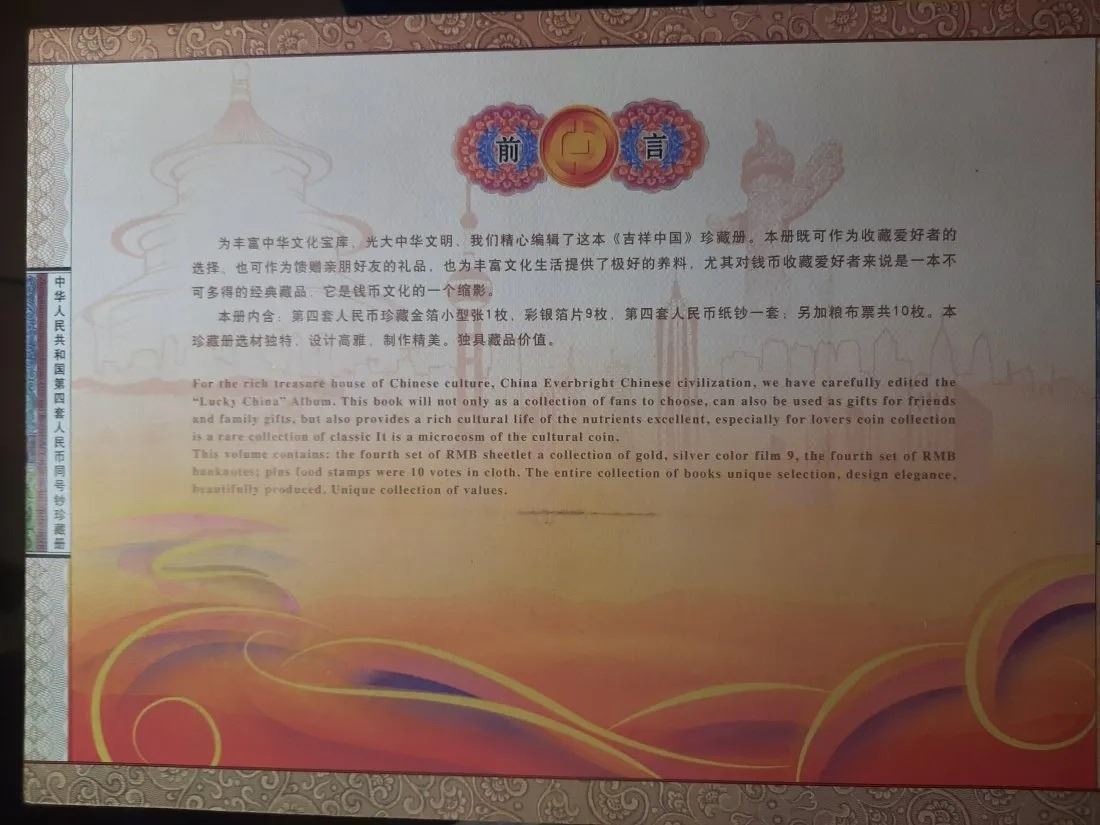 前言
为丰富中华文化宝库、光大中华文明、我们精心编辑了这本《吉祥中国》珍藏册。本册既可作为收藏爱好者的
选择、也可作为馈赠亲朋好友的礼品，也为丰富文化生活提供了极好的养料，尤其对钱币收藏爱好者来说是一本不
可多得的经典藏品．它是钱币文化的一个缩影。
本册内含：第四套人民币珍藏金箔小型张1枚，彩银箔片9枚，第四套人民币纸钞一套；另加粮布票共10枚。本
珍藏册选材独特，设计高雅，制作精美。独具藏品价值。
For the rich treasure house of Chinese culture, China Everbright Chinese civilization, we have carefully edited the
“Lucky China” Album. This book will not only as a collection of fans to choose, can also be used as gifts for friends
and family gifts, but also provides a rich cultural life of the nutrients excellent, especially for lovers coin collection
is a rare collection of classic It is a microcosm of the cultural coin.
This volume contains: the fourth set of RMB sheetlet a collection of gold, silver color film 9, the fourth set of RMB
banknotes; plus food stamps were 10 votes in cloth. The entire collection of books unique selection, design elegance,
beautifully produced. Unique collection of values.
中华人民共和国第四套人民币同号钞珍藏册